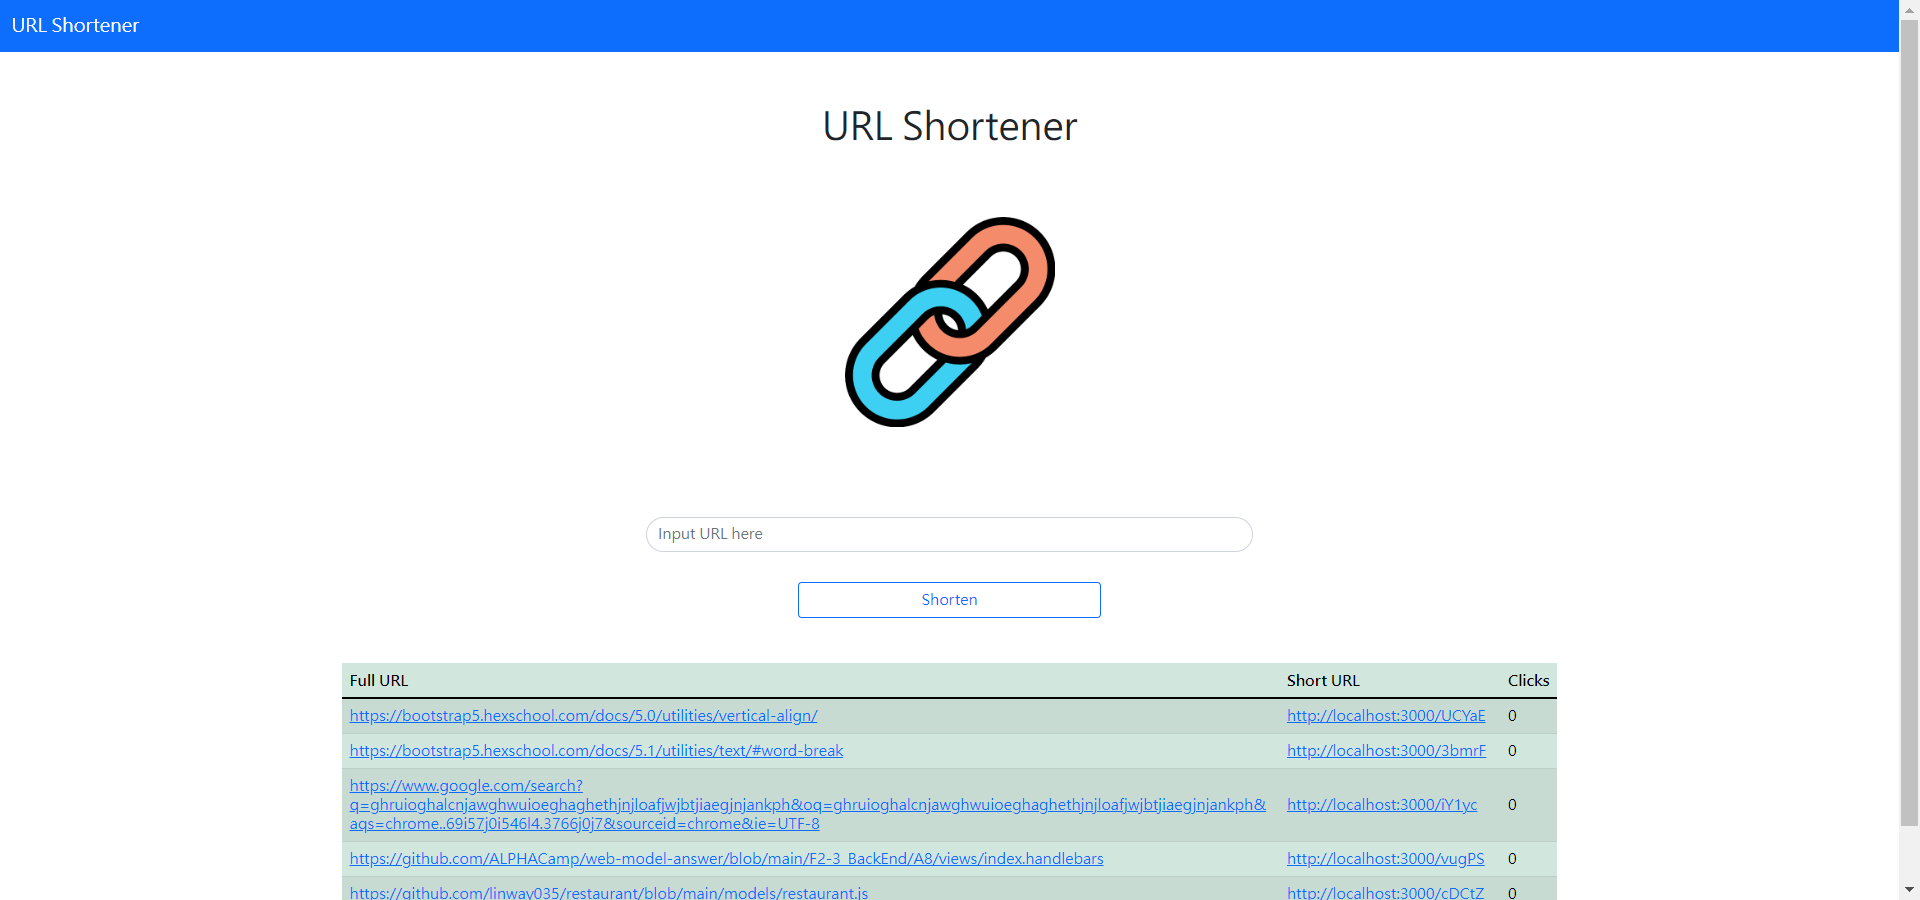 URL Shortener
URL Shortener
Input URL here
Shorten
Full URL Short URL Clicks
https://bootstrap5.hexschool.com/docs/5.0/utilities/vertical-align/ http://localhost:3000/UCYaE 0
https://bootstrap5.hexschool.com/docs/5.1/utilities/text/#word-break http://localhost:3000/3bmrF 0
https://www.google.com/search?
q=ghruioghalcnjawghwuioeghaghethjnjloafjwjbtjiaegjnjankph&oq=ghruioghalcnjawghwuioeghaghethjnjloafjwjbtjiaegjnjankph& http://localhost:3000/iY1yc 0
aqs=chrome..69i57j0i546l4.3766j0j7&sourceid=chrome&ie=UTF-8
https://github.com/ALPHACamp/web-model-answer/blob/main/F2-3_BackEnd/A8/views/index.handlebars http://localhost:3000/vugPS 0
https://github.com/linway035/restaurant/blob/main/models/restaurant.js http://localhost:3000/cDCtZ 0